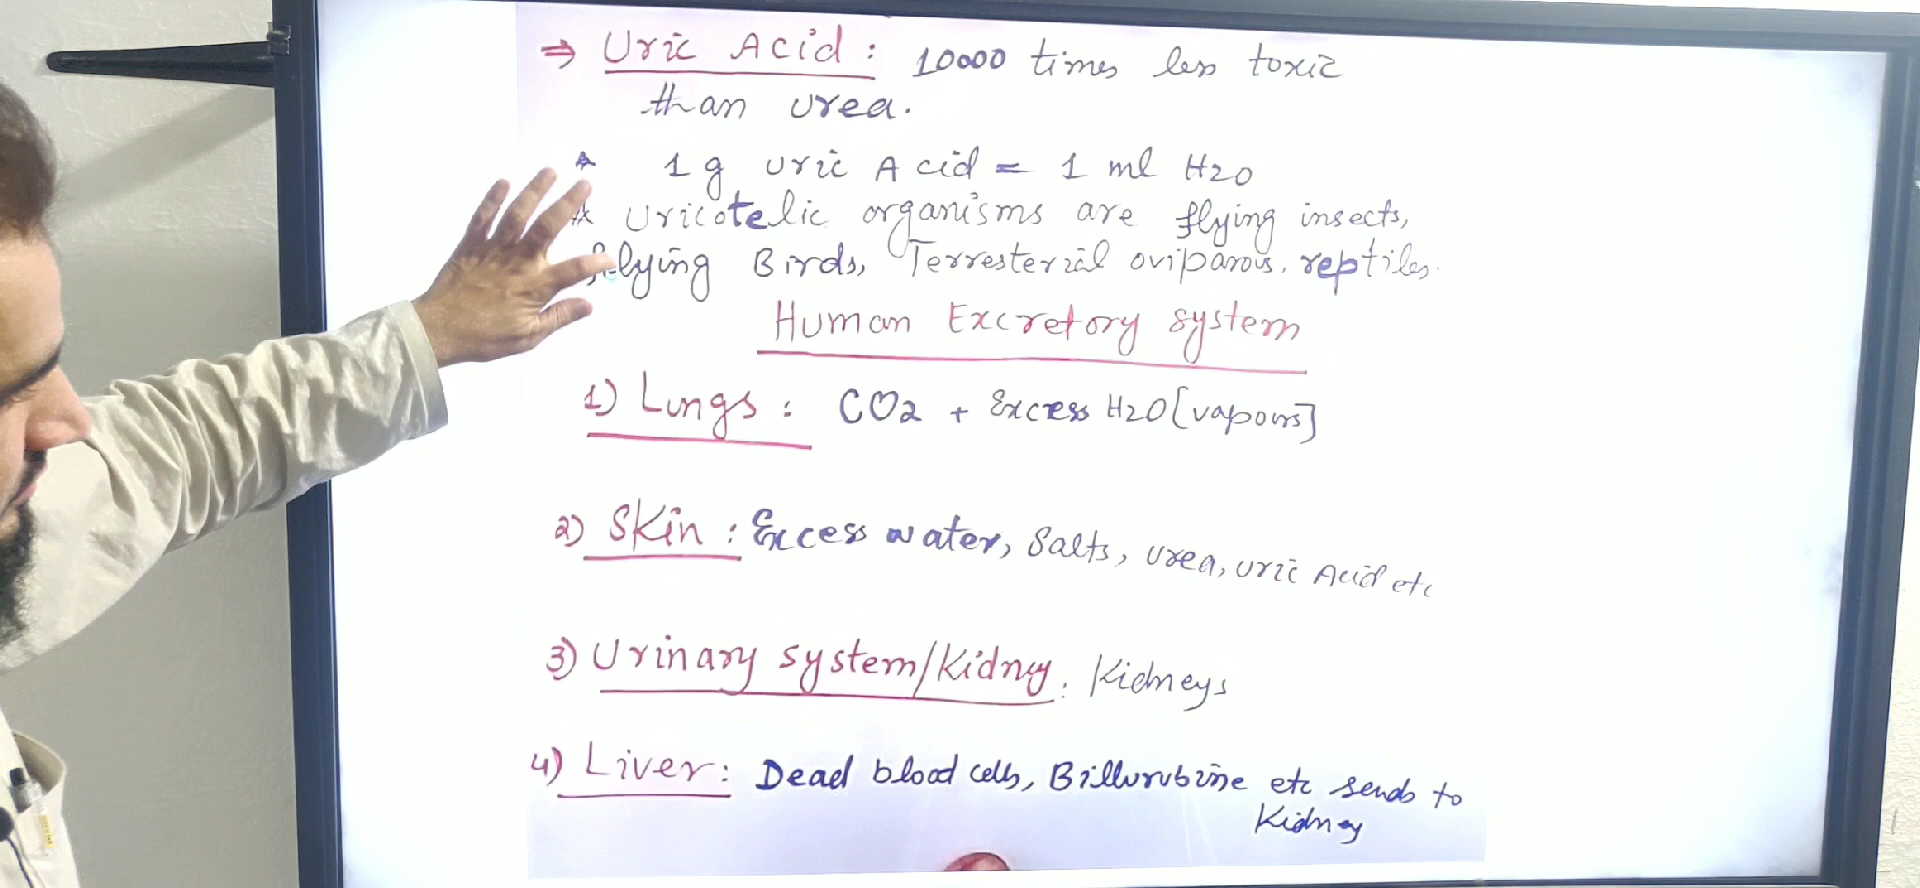 ⇒ Uric Acid : 10000 times less toxic
than urea.
1g uric Acid = 1 ml H2O
Uricotelic organisms are flying insects,
flying Birds, Terresterial oviparous, reptiles.
Human Excretory system
1) Lungs : CO2 + Excess H2O [vapours]
2) Skin : Excess water, Salts, urea, uric Acid etc
3) Urinary system/Kidney : Kidneys
4) Liver : Dead blood cells, Billurubine etc sends to
Kidney